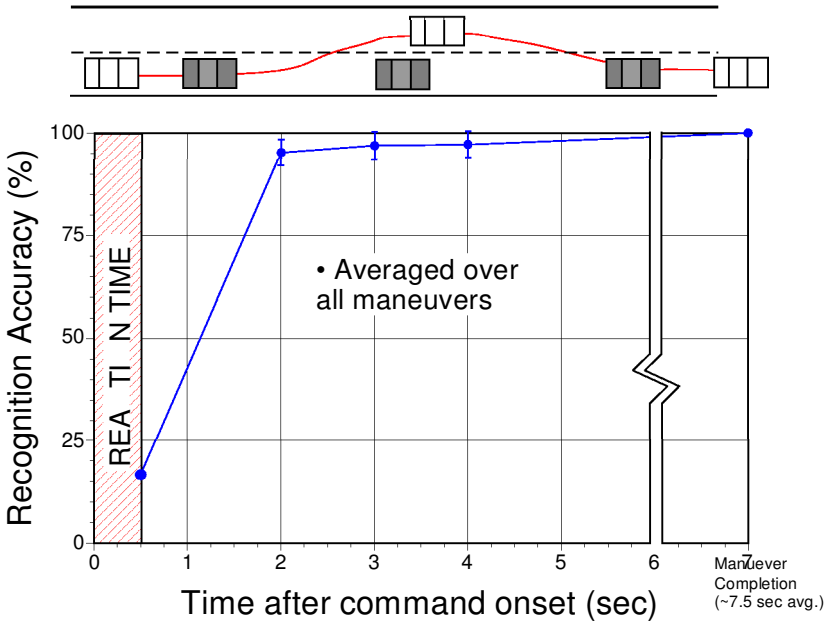 100
75
50
25
0
Recognition Accuracy (%)
REA TI N TIME
• Averaged over
all maneuvers
0 1 2 3 4 5 6 7
Time after command onset (sec)
Manuever
Completion
(~7.5 sec avg.)